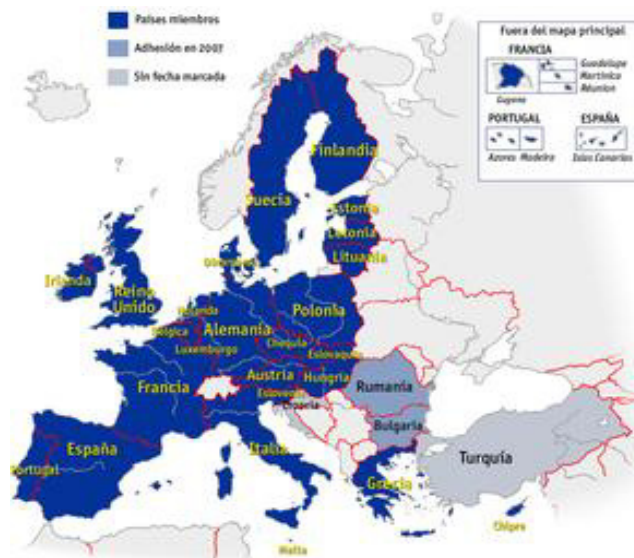 Países miembros
Adhesión en 2007
Sin fecha marcada
Fuera del mapa principal
FRANCIA
Guadalupe
Martinica
Réunion
Guyana
PORTUGAL
ESPAÑA
Azores Madeira
Islas Canarias
Finlandia
Suecia
Estonia
Letonia
Lituania
Dinamarca
Irlanda
Reino
Unido
Holanda
Bélgica
Luxemburgo
Alemania
Polonia
Chequia
Eslovaquia
Francia
Austria
Hungría
Eslovenia
Croacia
Rumanía
Bulgaria
España
Portugal
Italia
Grecia
Turquía
Malta
Chipre